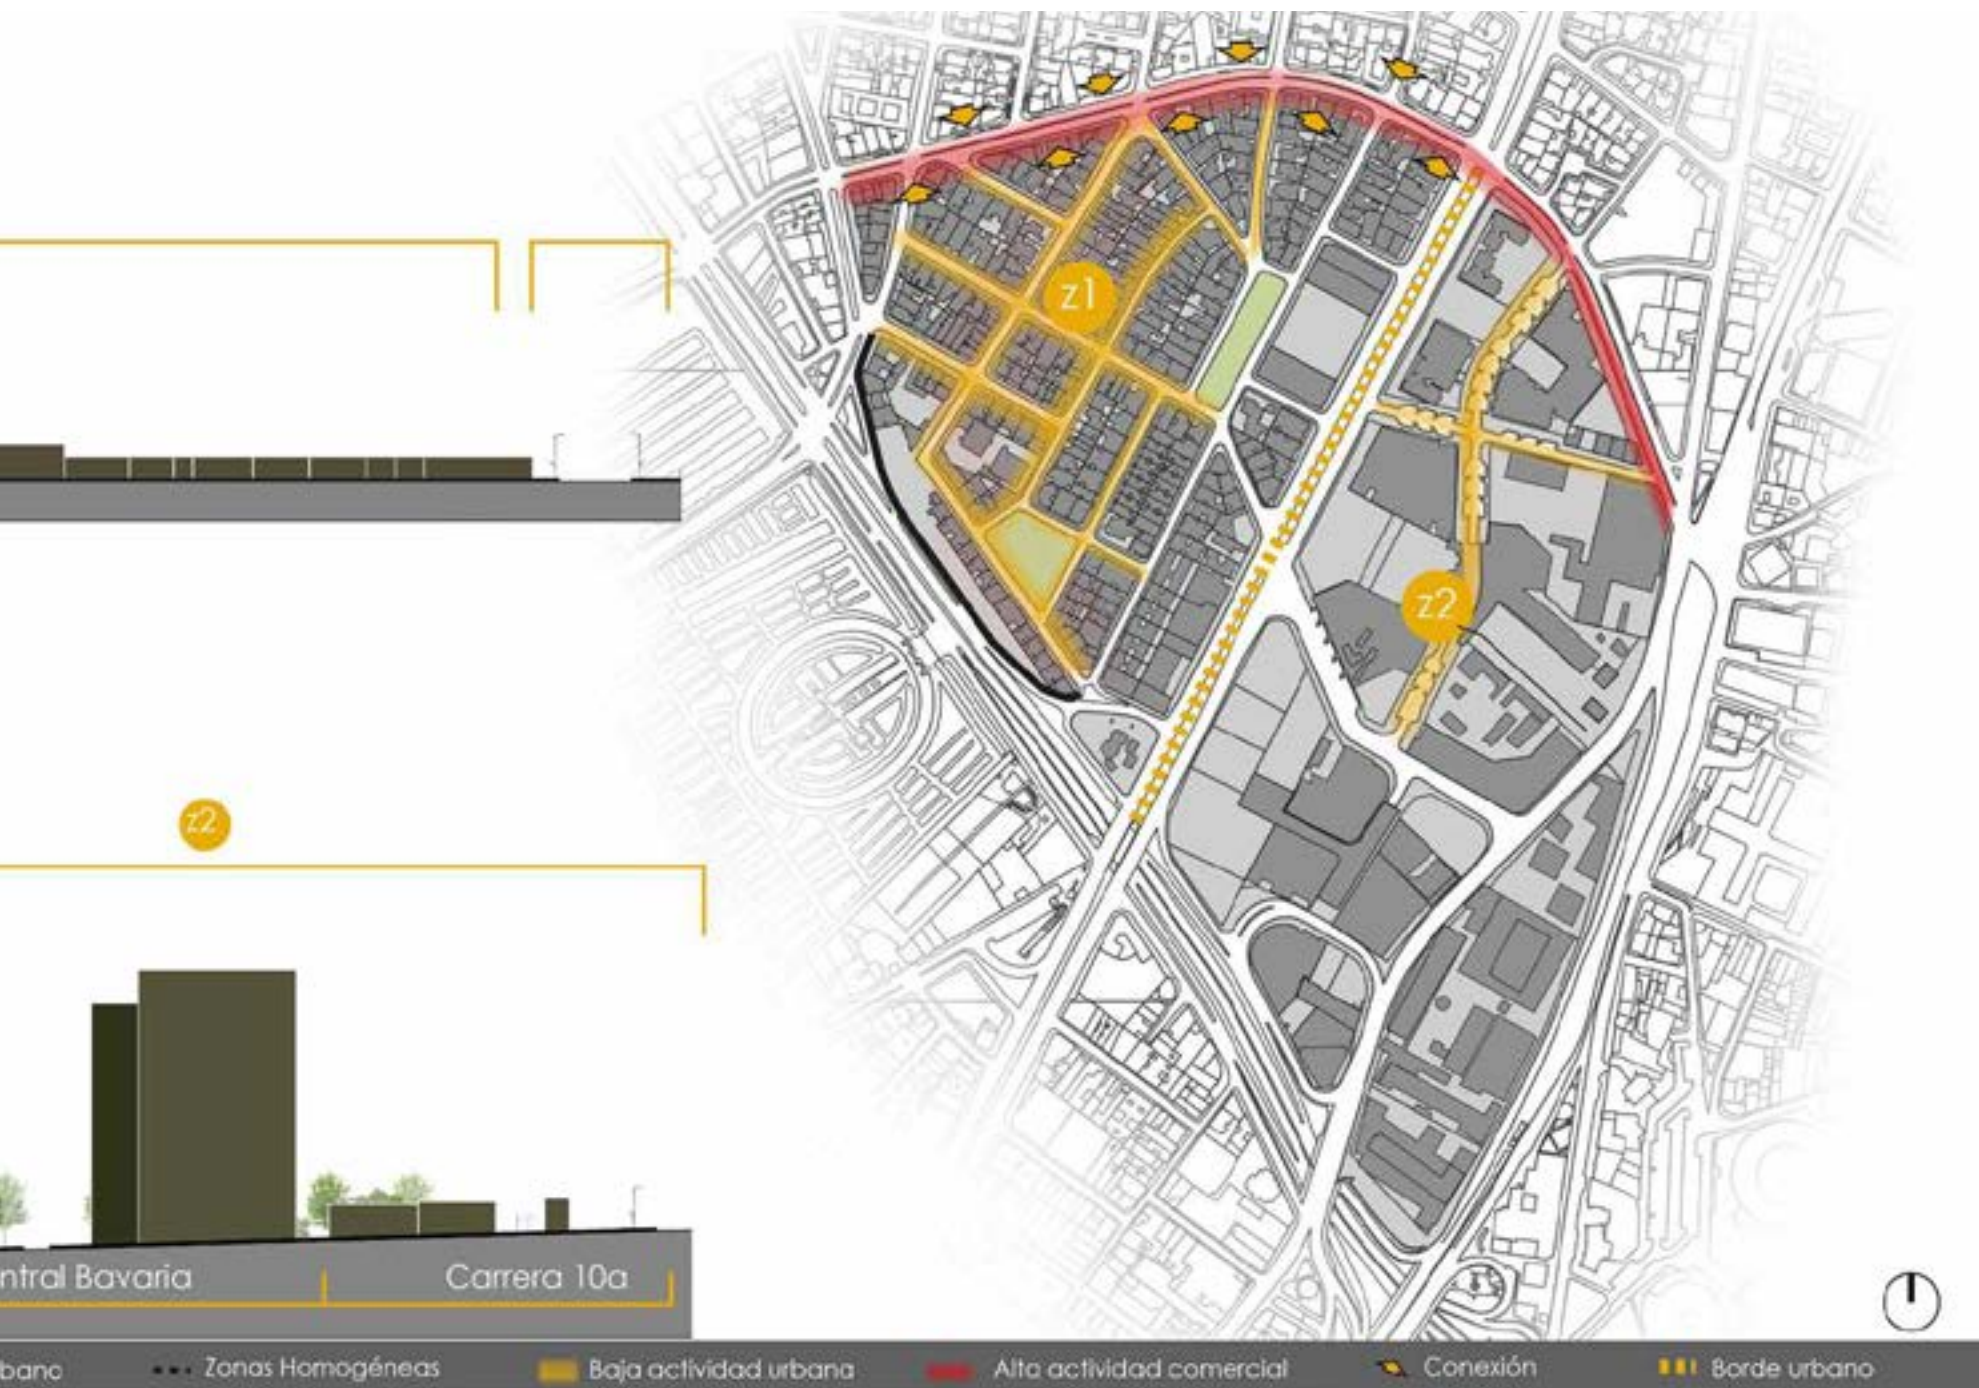 z1
z2
z2
ntral Bavaria
Carrera 10a
bano
Zonas Homogéneas
Baja actividad urbana
Alta actividad comercial
Conexión
Borde urbano